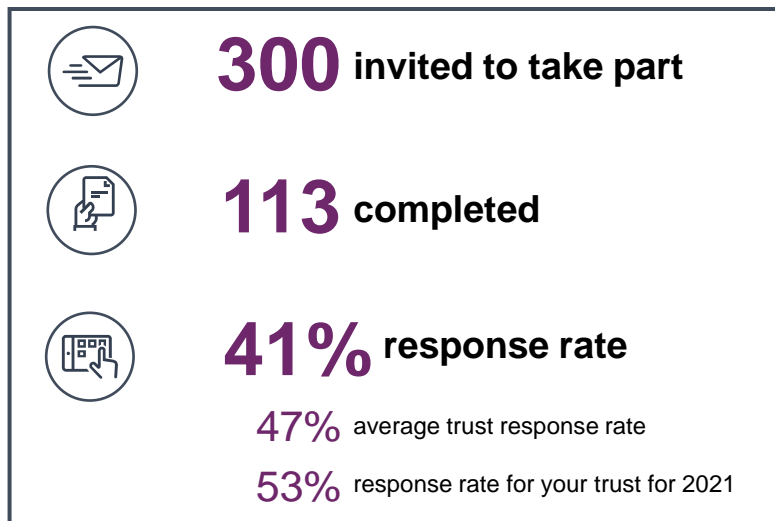 300 invited to take part
113 completed
41% response rate
47% average trust response rate
53% response rate for your trust for 2021